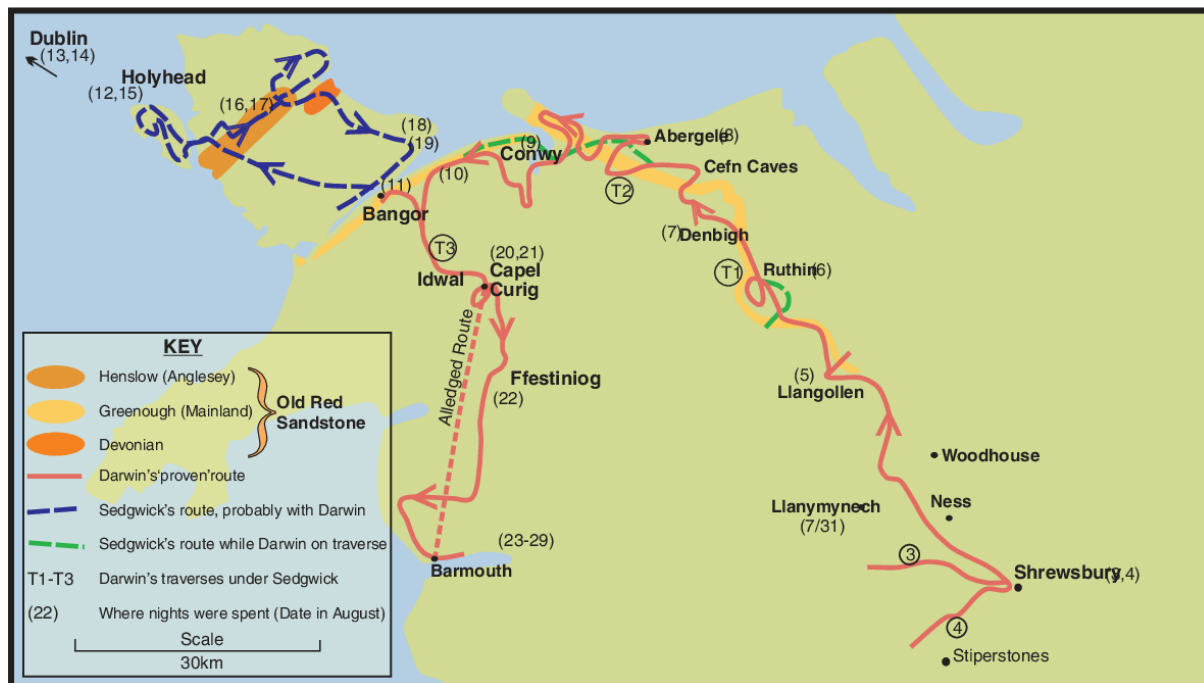 Dublin
(13,14)
Holyhead
(12,15)
(16,17)
(18)
(19)
(9)
Conwy
Abergele
(8)
Cefn Caves
(10)
(11)
Bangor
T2
(7)
Denbigh
T1
Ruthin
(6)
T3
Idwal
(20,21)
Capel
Curig
Alledged Route
Ffestiniog
(22)
(5)
Llangollen
Woodhouse
Llanymynech
(7/31)
Ness
3
Shrewsbury
(3,4)
4
Stiperstones
(23-29)
Barmouth
KEY
Henslow (Anglesey)
Greenough (Mainland)
Old Red
Sandstone
Devonian
Darwin's 'proven' route
Sedgwick's route, probably with Darwin
Sedgwick's route while Darwin on traverse
T1-T3 Darwin's traverses under Sedgwick
(22) Where nights were spent (Date in August)
Scale
30km